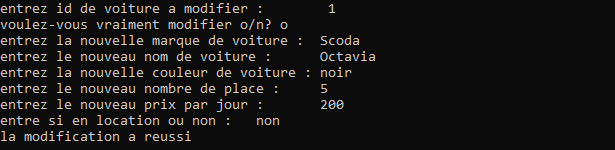 entrez id de voiture a modifier : 1
voulez-vous vraiment modifier o/n? o
entrez la nouvelle marque de voiture : Scoda
entrez le nouveau nom de voiture : Octavia
entrez la nouvelle couleur de voiture : noir
entrez le nouveau nombre de place : 5
entrez le nouveau prix par jour : 200
entre si en location ou non : non
la modification a reussi